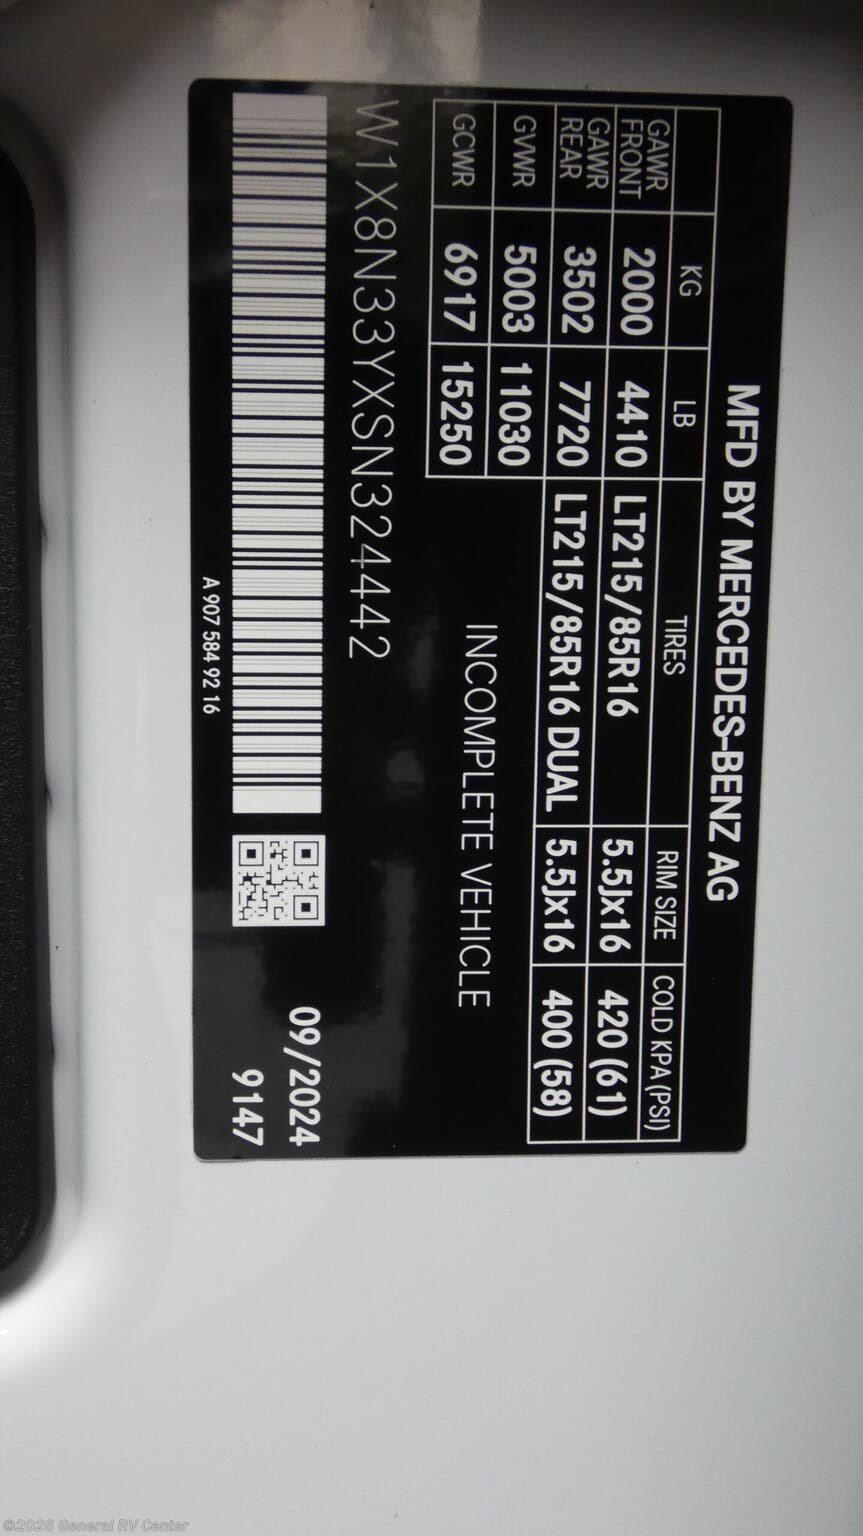 MFD BY MERCEDES-BENZ AG
KG LB TIRES RIM SIZE COLD KPA (PSI)
GAWR FRONT 2000 4410 LT215/85R16 5.5Jx16 420 (61)
GAWR REAR 3502 7720 LT215/85R16 DUAL 5.5Jx16 400 (58)
GVWR 5003 11030
GCWR 6917 15250
INCOMPLETE VEHICLE
W1X8N33YXSN324442
09/2024
9147
A 907 584 92 16
©2026 General RV Center